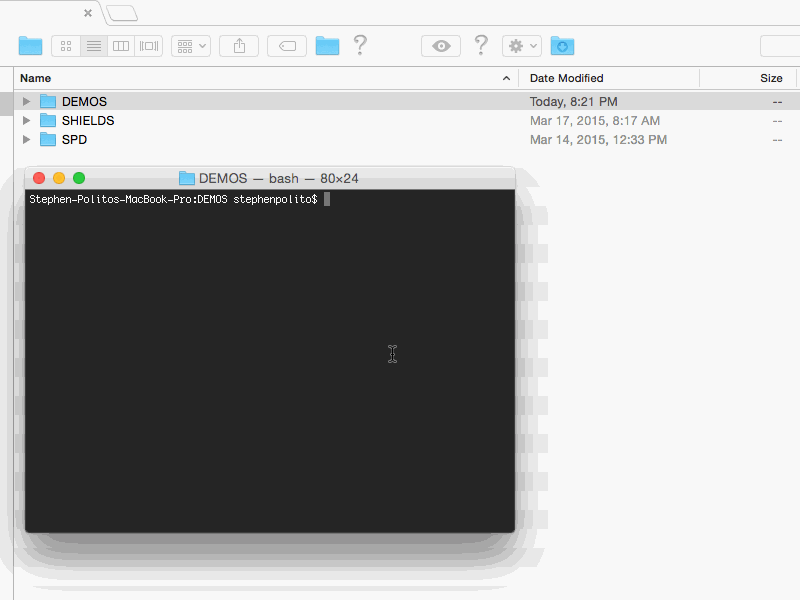 Name Date Modified Size
DEMOS Today, 8:21 PM --
SHIELDS Mar 17, 2015, 8:17 AM --
SPD Mar 14, 2015, 12:33 PM --
DEMOS — bash — 80×24
Stephen-Politos-MacBook-Pro:DEMOS stephenpolito$